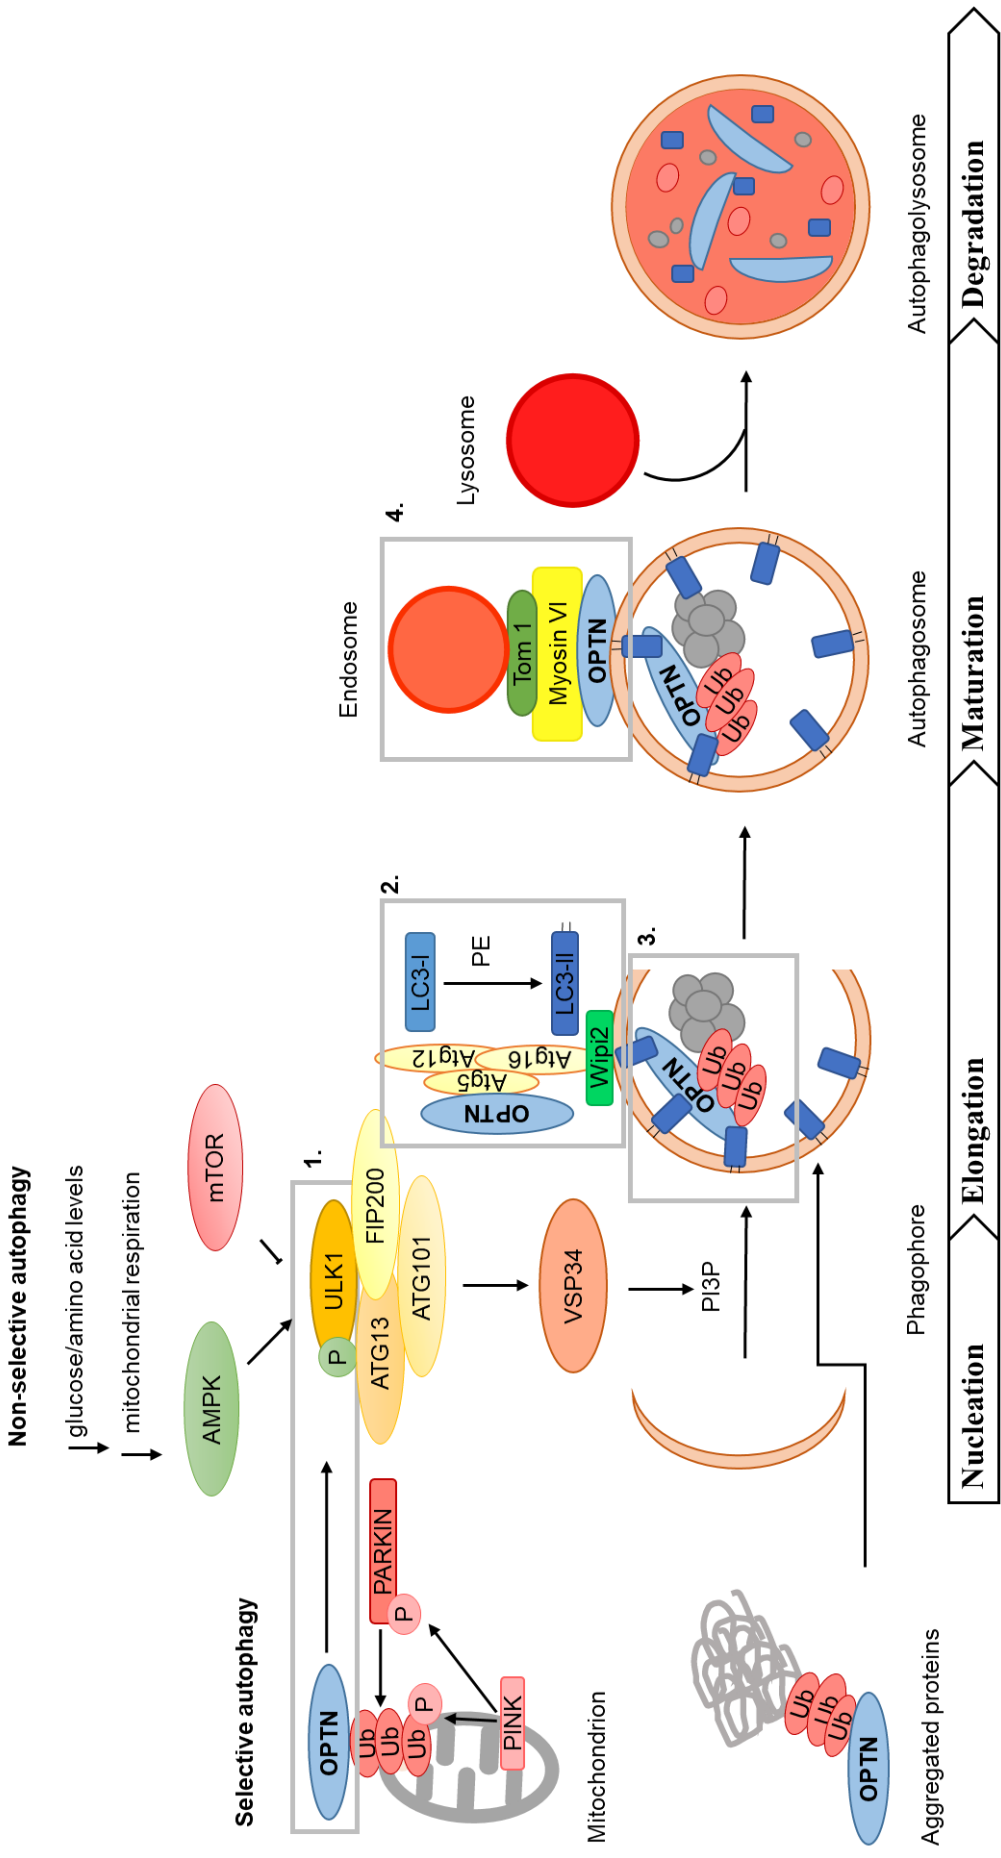 Non-selective autophagy
glucose/amino acid levels
mitochondrial respiration
AMPK
mTOR
Selective autophagy
1.
OPTN
P
ULK1
FIP200
ATG13
ATG101
Ub
Ub
Ub
P
PARKIN
P
PINK
Mitochondrion
VSP34
PI3P
2.
LC3-I
PE
LC3-II
Atg12
Atg5
Atg16
OPTN
Wipi2
3.
OPTN
Ub
Ub
Ub
Endosome
4.
Tom 1
Myosin VI
OPTN
OPTN
Ub
Ub
Ub
Lysosome
Ub
Ub
Ub
OPTN
Aggregated proteins
Phagophore
Autophagosome
Autophagolysosome
Nucleation
Elongation
Maturation
Degradation